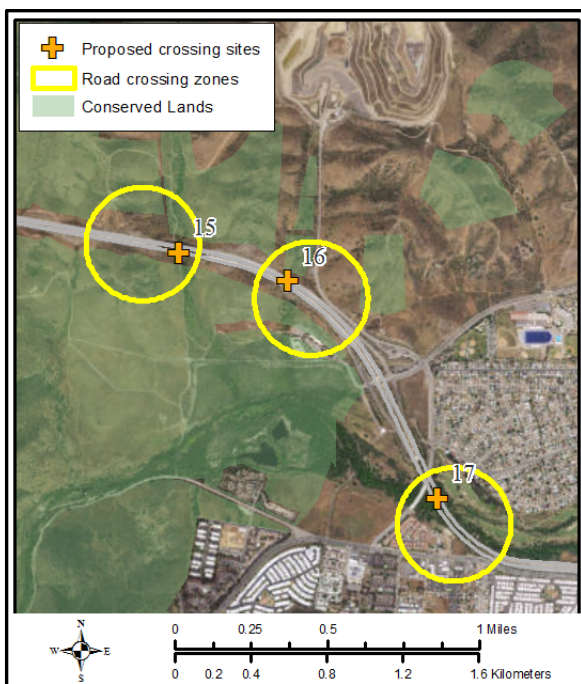 Proposed crossing sites
Road crossing zones
Conserved Lands
15
16
17
N
W E
S
0 0.25 0.5 1 Miles
0 0.2 0.4 0.8 1.2 1.6 Kilometers